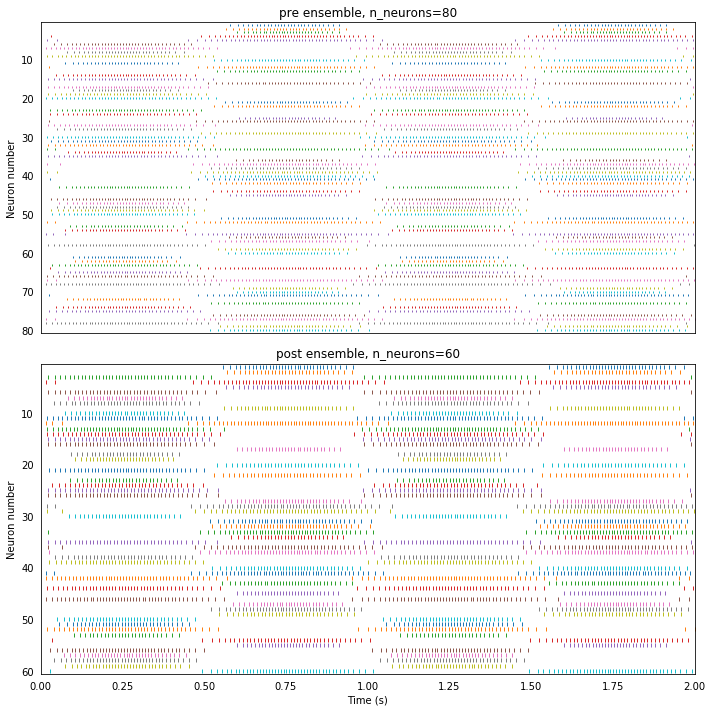 pre ensemble, n_neurons=80
10
20
30
40
50
60
70
80
Neuron number
post ensemble, n_neurons=60
10
20
30
40
50
60
Neuron number
0.00 0.25 0.50 0.75 1.00 1.25 1.50 1.75 2.00
Time (s)